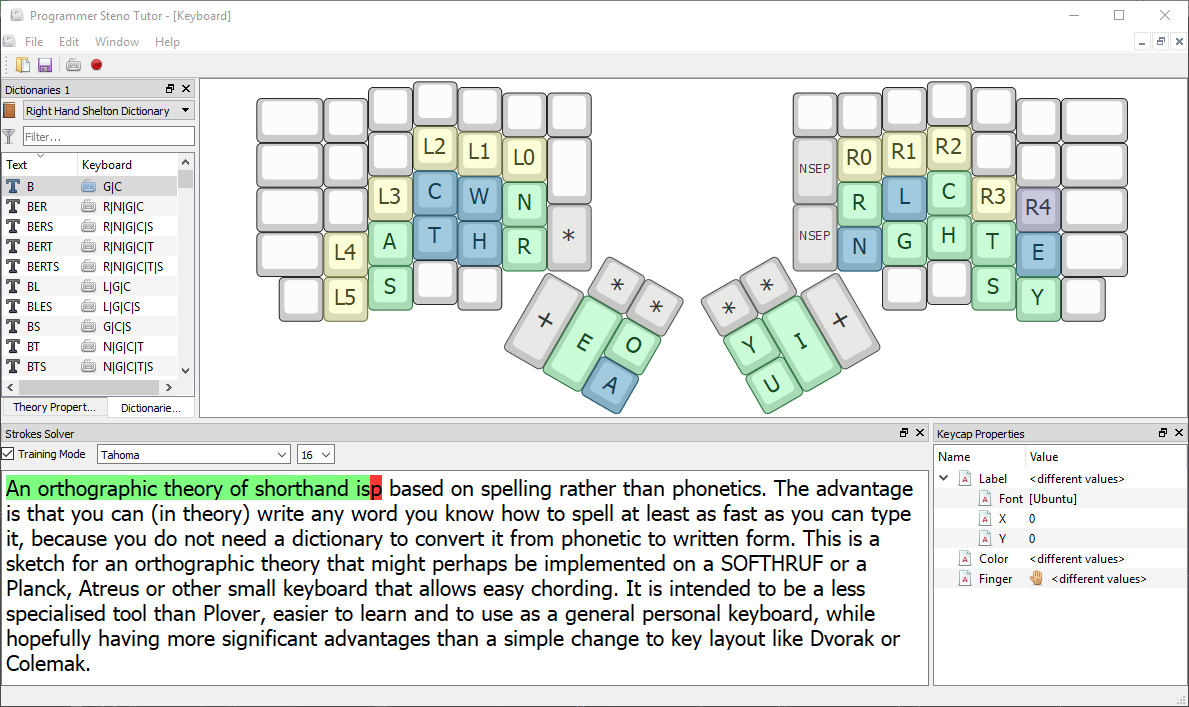 Programmer Steno Tutor - [Keyboard]
File Edit Window Help
Dictionaries 1
Right Hand Shelton Dictionary
Filter...
Text Keyboard
B G|C
BER R|N|G|C
BERS R|N|G|C|S
BERT R|N|G|C|T
BERTS R|N|G|C|T|S
BL L|G|C
BLES L|G|C|S
BS G|C|S
BT N|G|C|T
BTS N|G|C|T|S
Theory Propert... Dictionarie...
L2 L1 L0
L3 C W N
L4 A T H R *
L5 S
* *
+ E O
A
NSEP R0 R1 R2
R L C R3 R4
NSEP N G H T E
S Y
* *
Y I +
U
Strokes Solver
Training Mode Tahoma 16
An orthographic theory of shorthand isp based on spelling rather than phonetics. The advantage
is that you can (in theory) write any word you know how to spell at least as fast as you can type
it, because you do not need a dictionary to convert it from phonetic to written form. This is a
sketch for an orthographic theory that might perhaps be implemented on a SOFTHRUF or a
Planck, Atreus or other small keyboard that allows easy chording. It is intended to be a less
specialised tool than Plover, easier to learn and to use as a general personal keyboard, while
hopefully having more significant advantages than a simple change to key layout like Dvorak or
Colemak.
Keycap Properties
Name Value
Label <different values>
Font [Ubuntu]
X 0
Y 0
Color <different values>
Finger <different values>